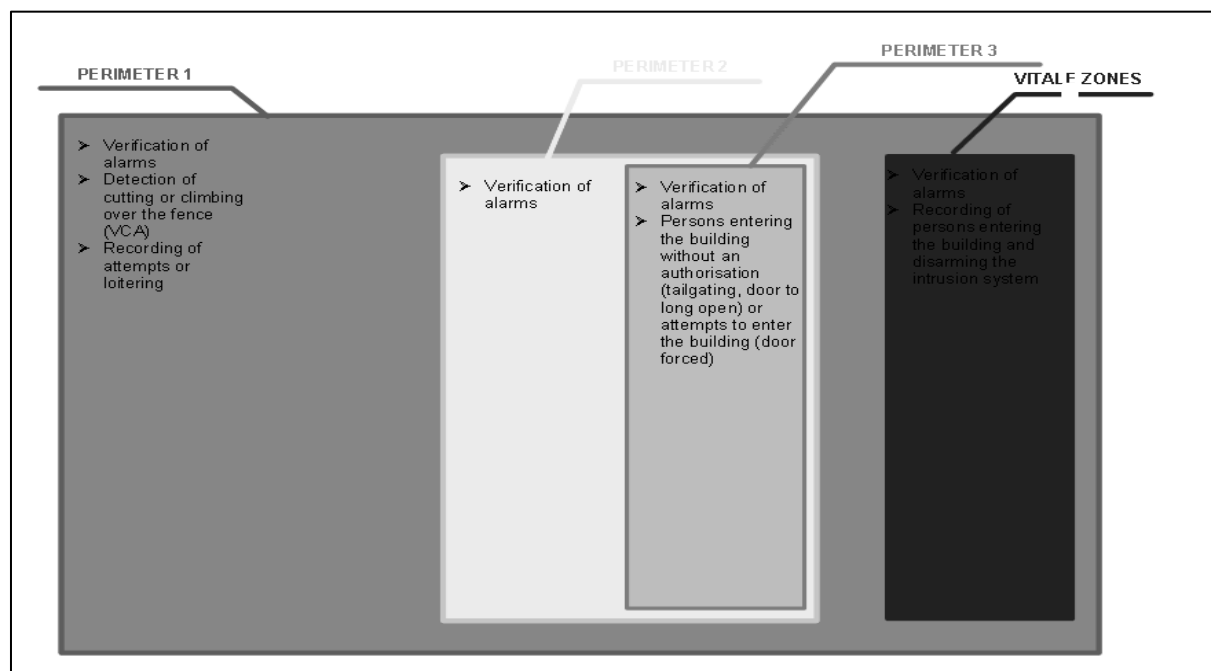 PERIMETER 1
PERIMETER 2
PERIMETER 3
VITALE ZONES
➢ Verification of
alarms
➢ Detection of
cutting or climbing
over the fence
(VCA)
➢ Recording of
attempts or
loitering
➢ Verification of
alarms
➢ Verification of
alarms
➢ Persons entering
the building
without an
authorisation
(tailgating, door to
long open) or
attempts to enter
the building (door
forced)
➢ Verification of
alarms
➢ Recording of
persons entering
the building and
disarming the
intrusion system